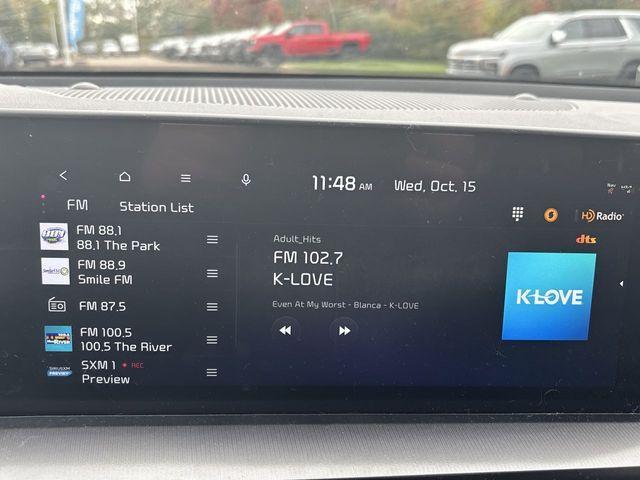 11:48 AM Wed, Oct. 15
FM Station List
HD Radio
dts
FM 88.1
88.1 The Park
FM 88.9
Smile FM
FM 87.5
FM 100.5
100.5 The River
SXM 1 REC
Preview
Adult_Hits
FM 102.7
K-LOVE
Even At My Worst - Blanca - K-LOVE
K-LOVE